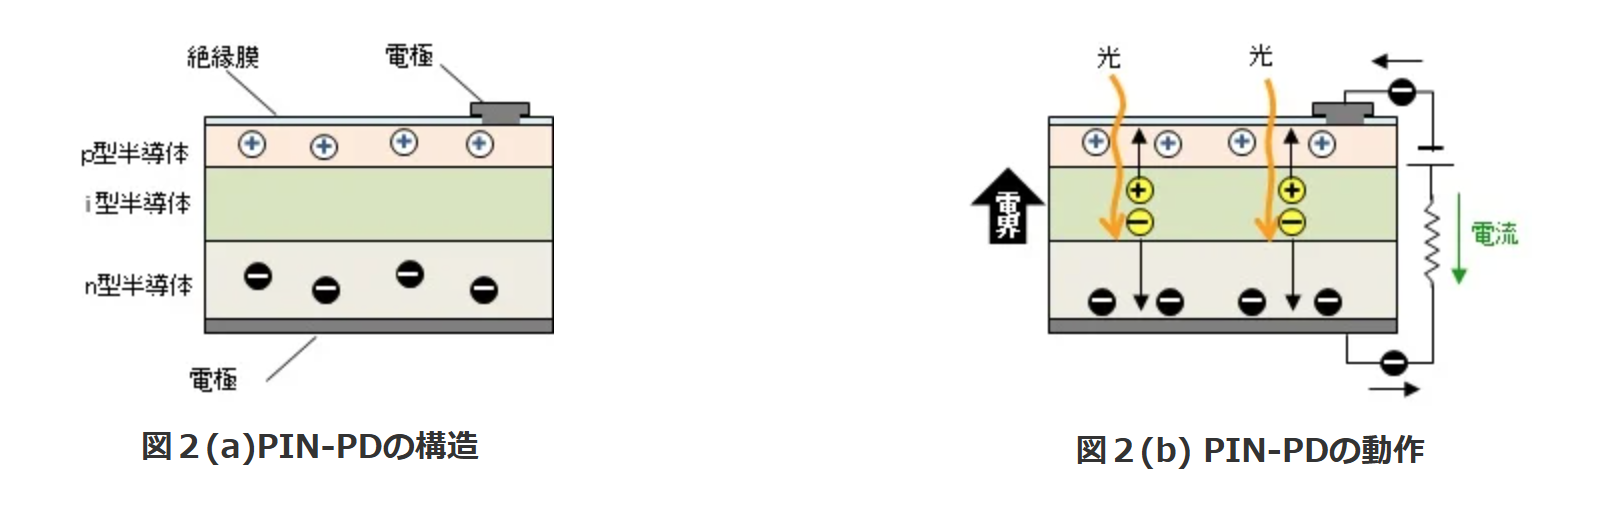 絶縁膜
電極
p型半導体
i型半導体
n型半導体
電極
図２(a)PIN-PDの構造
光
光
電界
電流
図２(b) PIN-PDの動作